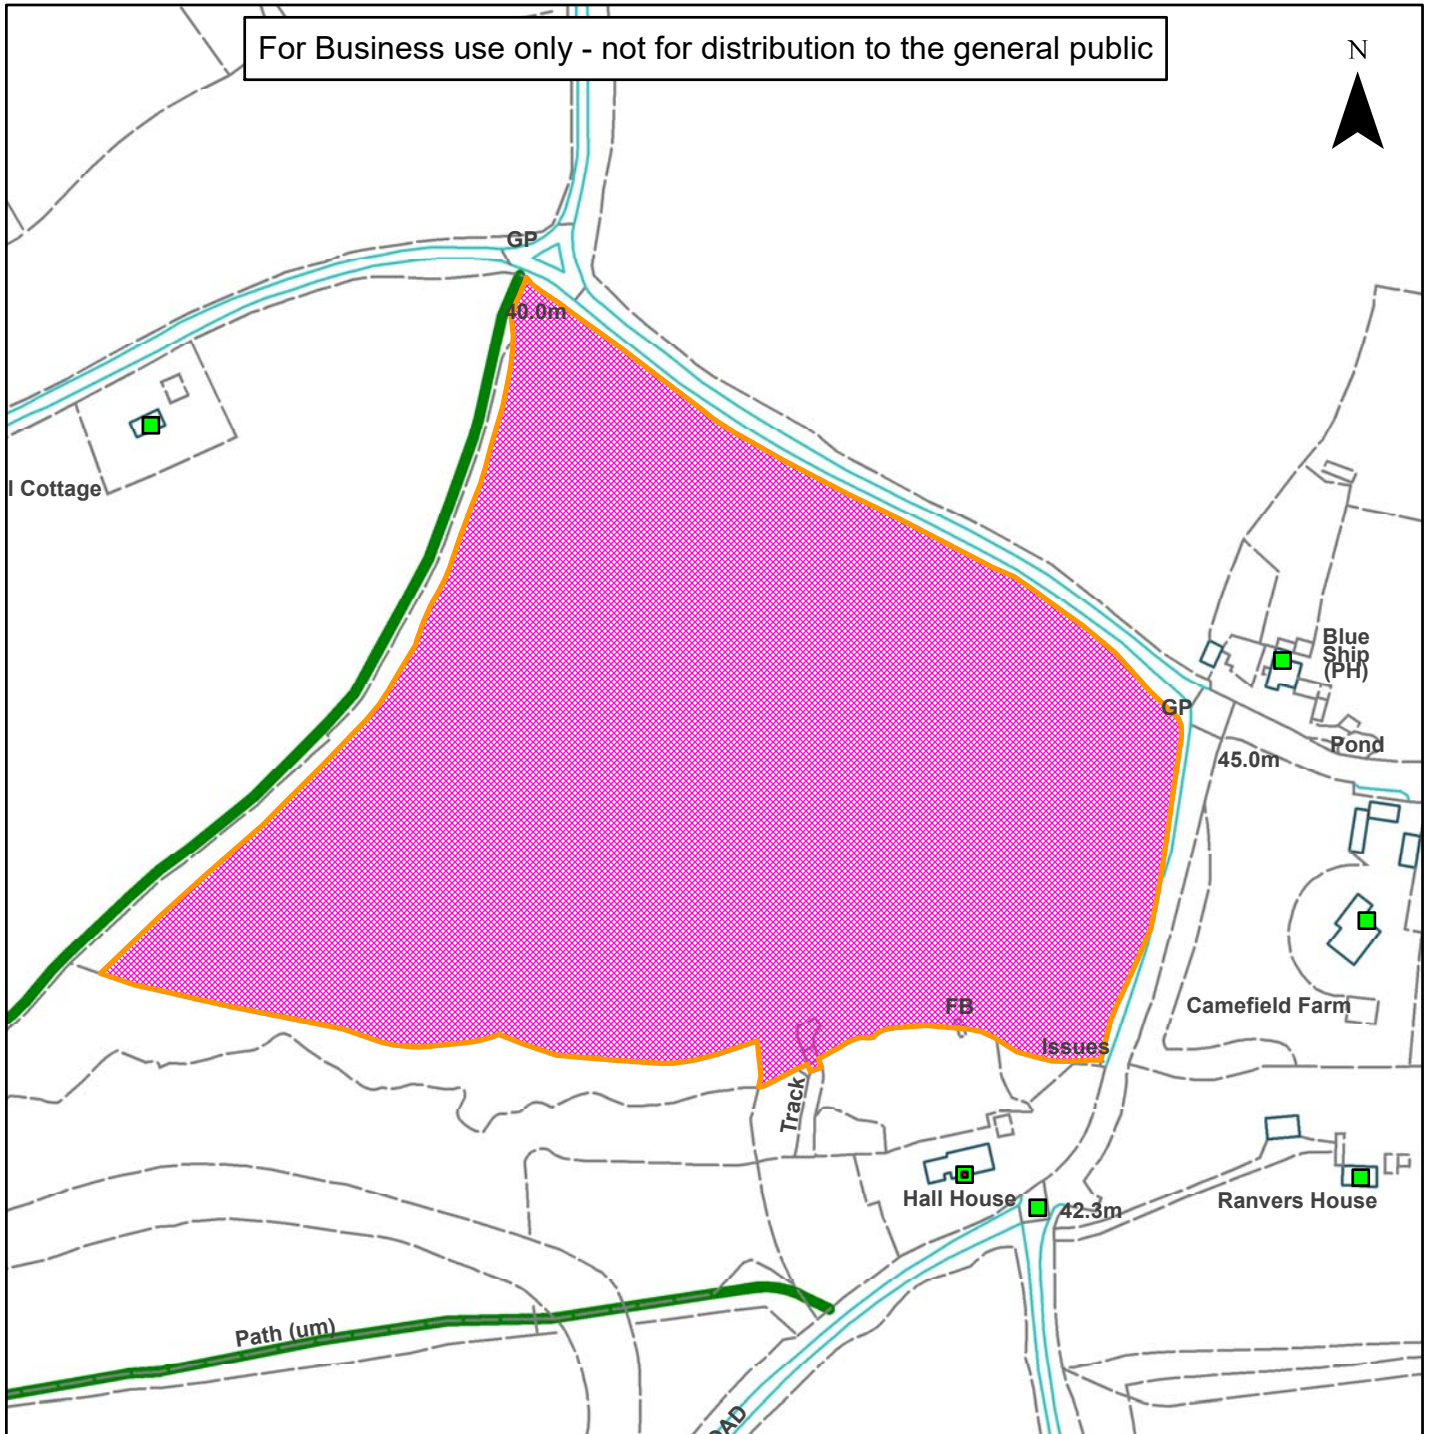 For Business use only - not for distribution to the general public
N
GP
40.0m
l Cottage
Blue
Ship
(PH)
GP
Pond
45.0m
Camefield Farm
FB
Issues
Track
Hall House
42.3m
Ranvers House
Path (um)
OAD